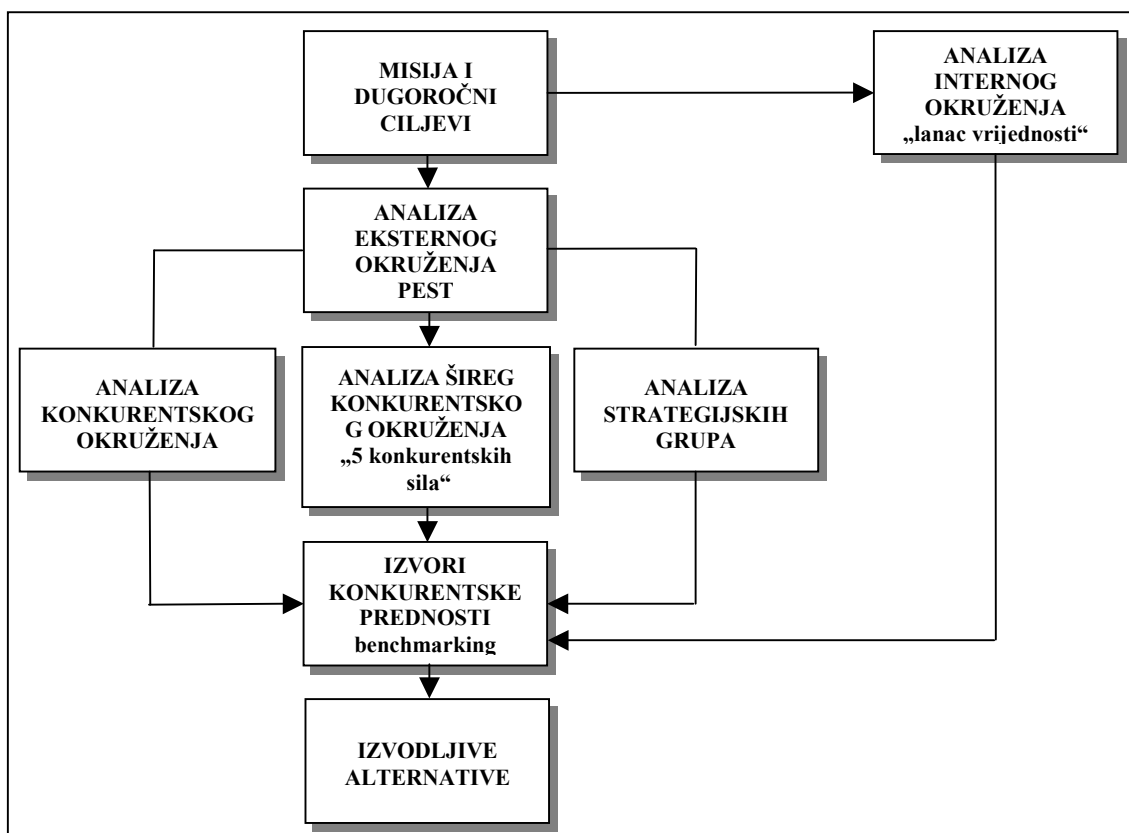 MISIJA I
DUGOROČNI
CILJEVI
ANALIZA
INTERNOG
OKRUŽENJA
„lanac vrijednosti“
ANALIZA
EKSTERNOG
OKRUŽENJA
PEST
ANALIZA
KONKURENTSKOG
OKRUŽENJA
ANALIZA ŠIREG
KONKURENTSKO
G OKRUŽENJA
„5 konkurentskih
sila“
ANALIZA
STRATEGIJSKIH
GRUPA
IZVORI
KONKURENTSKE
PREDNOSTI
benchmarking
IZVODLJIVE
ALTERNATIVE